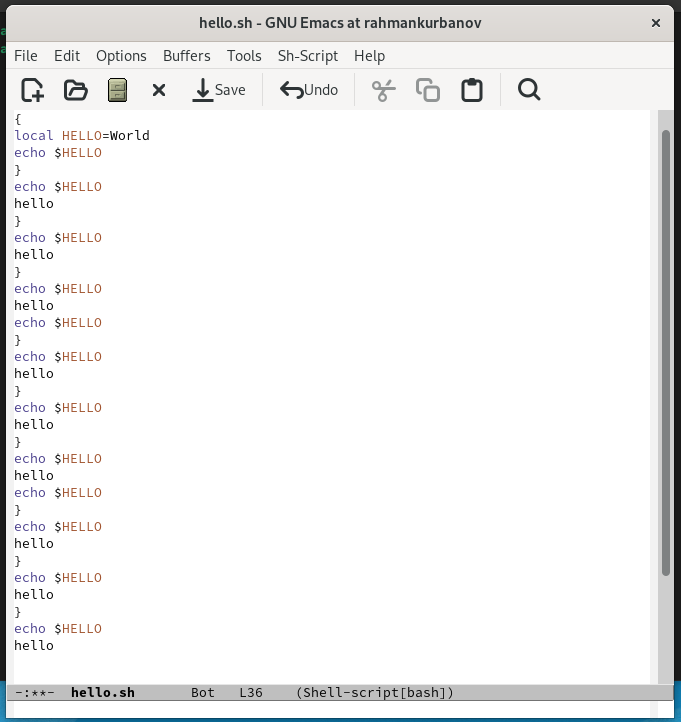 hello.sh - GNU Emacs at rahmankurbanov
File Edit Options Buffers Tools Sh-Script Help
Save Undo
{
local HELLO=World
echo $HELLO
}
echo $HELLO
hello
}
echo $HELLO
hello
}
echo $HELLO
hello
echo $HELLO
}
echo $HELLO
hello
}
echo $HELLO
hello
}
echo $HELLO
hello
echo $HELLO
}
echo $HELLO
hello
}
echo $HELLO
hello
}
echo $HELLO
hello
-:**- hello.sh Bot L36 (Shell-script[bash])